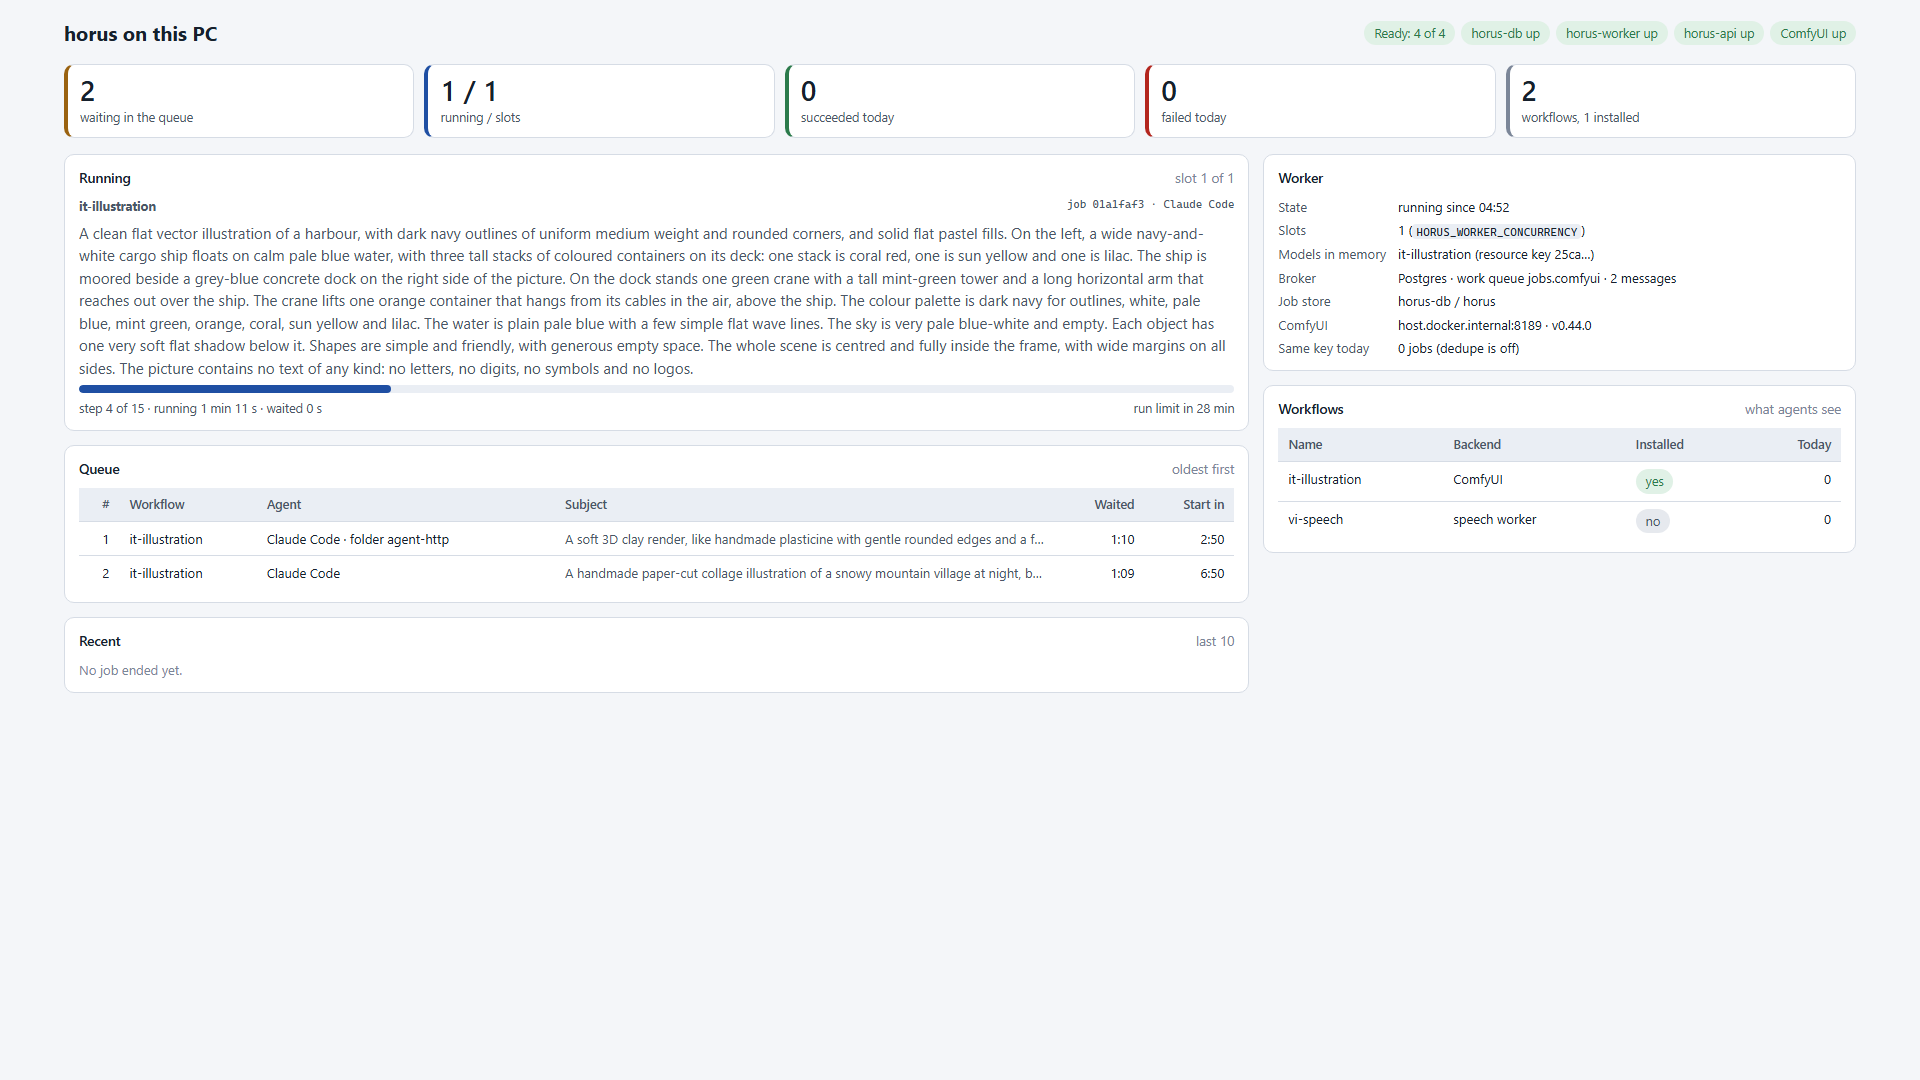 horus on this PC
Ready: 4 of 4
horus-db up
horus-worker up
horus-api up
ComfyUI up
2
waiting in the queue
1 / 1
running / slots
0
succeeded today
0
failed today
2
workflows, 1 installed
Running
slot 1 of 1
it-illustration
job 01a1faf3 · Claude Code
A clean flat vector illustration of a harbour, with dark navy outlines of uniform medium weight and rounded corners, and solid flat pastel fills. On the left, a wide navy-and-
white cargo ship floats on calm pale blue water, with three tall stacks of coloured containers on its deck: one stack is coral red, one is sun yellow and one is lilac. The ship is
moored beside a grey-blue concrete dock on the right side of the picture. On the dock stands one green crane with a tall mint-green tower and a long horizontal arm that
reaches out over the ship. The crane lifts one orange container that hangs from its cables in the air, above the ship. The colour palette is dark navy for outlines, white, pale
blue, mint green, orange, coral, sun yellow and lilac. The water is plain pale blue with a few simple flat wave lines. The sky is very pale blue-white and empty. Each object has
one very soft flat shadow below it. Shapes are simple and friendly, with generous empty space. The whole scene is centred and fully inside the frame, with wide margins on all
sides. The picture contains no text of any kind: no letters, no digits, no symbols and no logos.
step 4 of 15 · running 1 min 11 s · waited 0 s
run limit in 28 min
Queue
oldest first
# Workflow Agent Subject Waited Start in
1 it-illustration Claude Code · folder agent-http A soft 3D clay render, like handmade plasticine with gentle rounded edges and a f... 1:10 2:50
2 it-illustration Claude Code A handmade paper-cut collage illustration of a snowy mountain village at night, b... 1:09 6:50
Recent
last 10
No job ended yet.
Worker
State running since 04:52
Slots 1 ( HORUS_WORKER_CONCURRENCY )
Models in memory it-illustration (resource key 25ca...)
Broker Postgres · work queue jobs.comfyui · 2 messages
Job store horus-db / horus
ComfyUI host.docker.internal:8189 · v0.44.0
Same key today 0 jobs (dedupe is off)
Workflows
what agents see
Name Backend Installed Today
it-illustration ComfyUI yes 0
vi-speech speech worker no 0